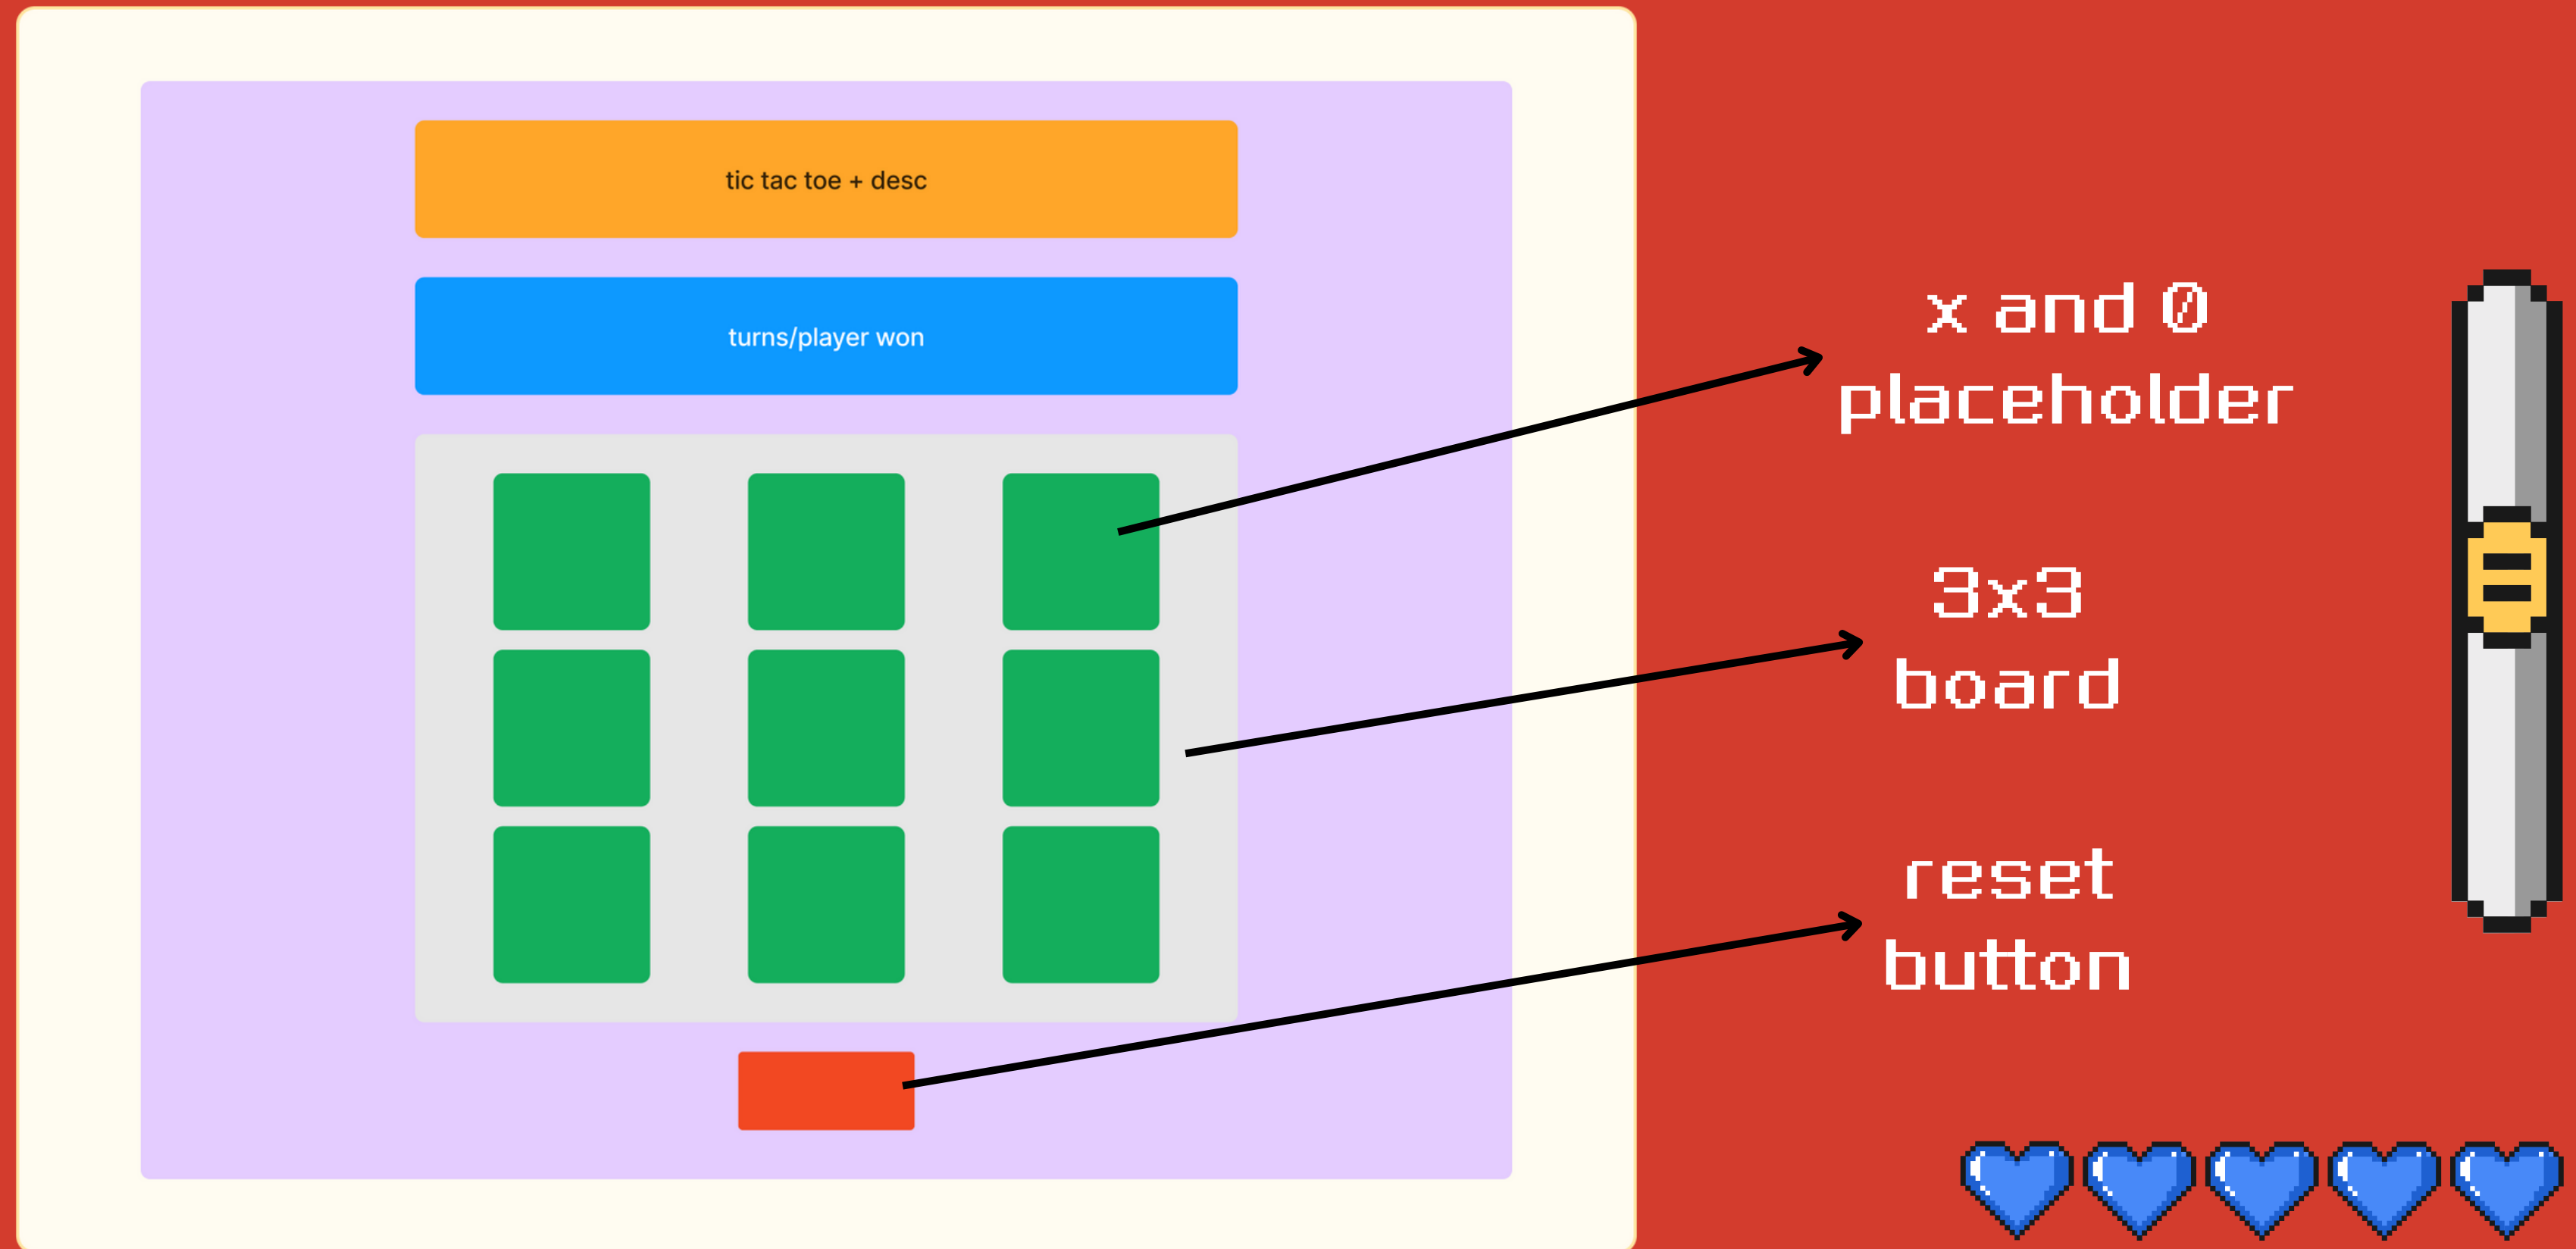 tic tac toe + desc
turns/player won
x and 0
placeholder
3x3
board
reset
button